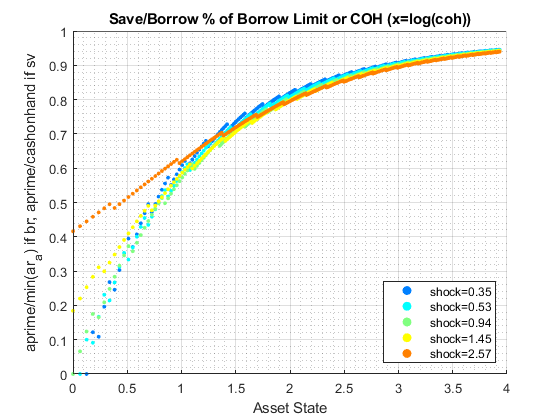 Save/Borrow % of Borrow Limit or COH (x=log(coh))
aprime/min(ar_a) if br; aprime/cashonhand if sv
1
0.9
0.8
0.7
0.6
0.5
0.4
0.3
0.2
0.1
0
0 0.5 1 1.5 2 2.5 3 3.5 4
Asset State
shock=0.35
shock=0.53
shock=0.94
shock=1.45
shock=2.57